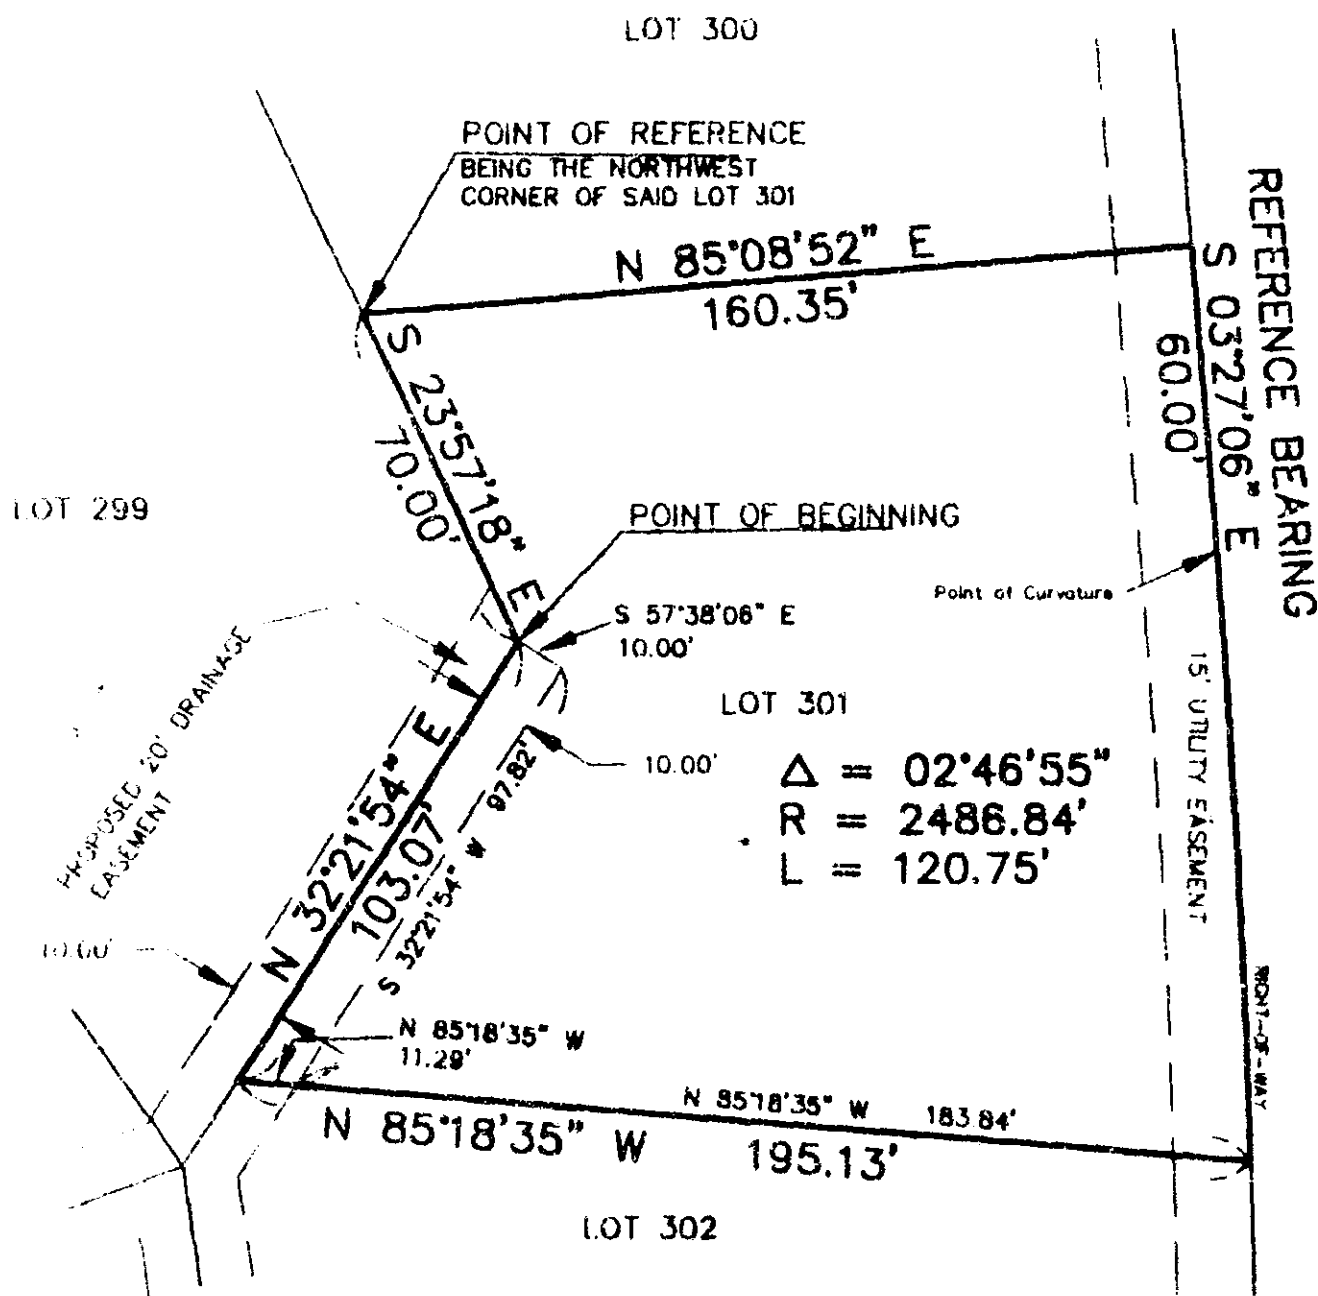 LOT 300
POINT OF REFERENCE
BEING THE NORTHWEST
CORNER OF SAID LOT 301
N 85°08'52" E
160.35'
S 03°27'06" E
60.00'
REFERENCE BEARING
S 23°57'18" E
70.00'
LOT 299
POINT OF BEGINNING
Point of Curvature
S 57°38'06" E
10.00'
PROPOSED 20' DRAINAGE
EASEMENT
LOT 301
10.00'
Δ = 02°46'55"
R = 2486.84'
L = 120.75'
15' UTILITY EASEMENT
N 32°21'54" E
103.07'
S 32°21'54" W 97.82'
10.00'
RIGHT-OF-WAY
N 85°18'35" W
11.29'
N 85°18'35" W 183.84'
N 85°18'35" W 195.13'
LOT 302